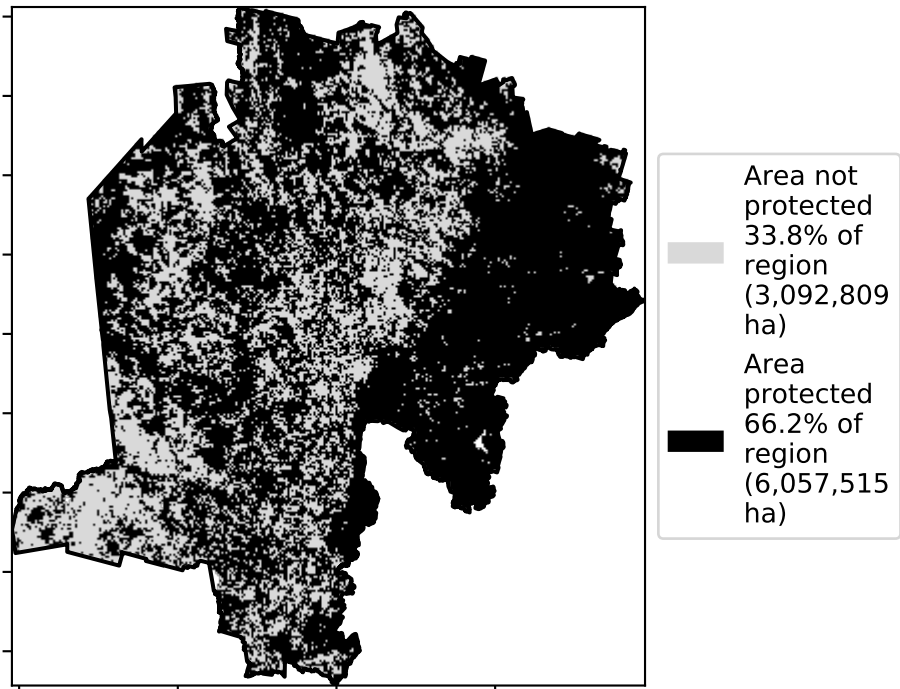 Area not
protected
33.8% of
region
(3,092,809
ha)
Area
protected
66.2% of
region
(6,057,515
ha)